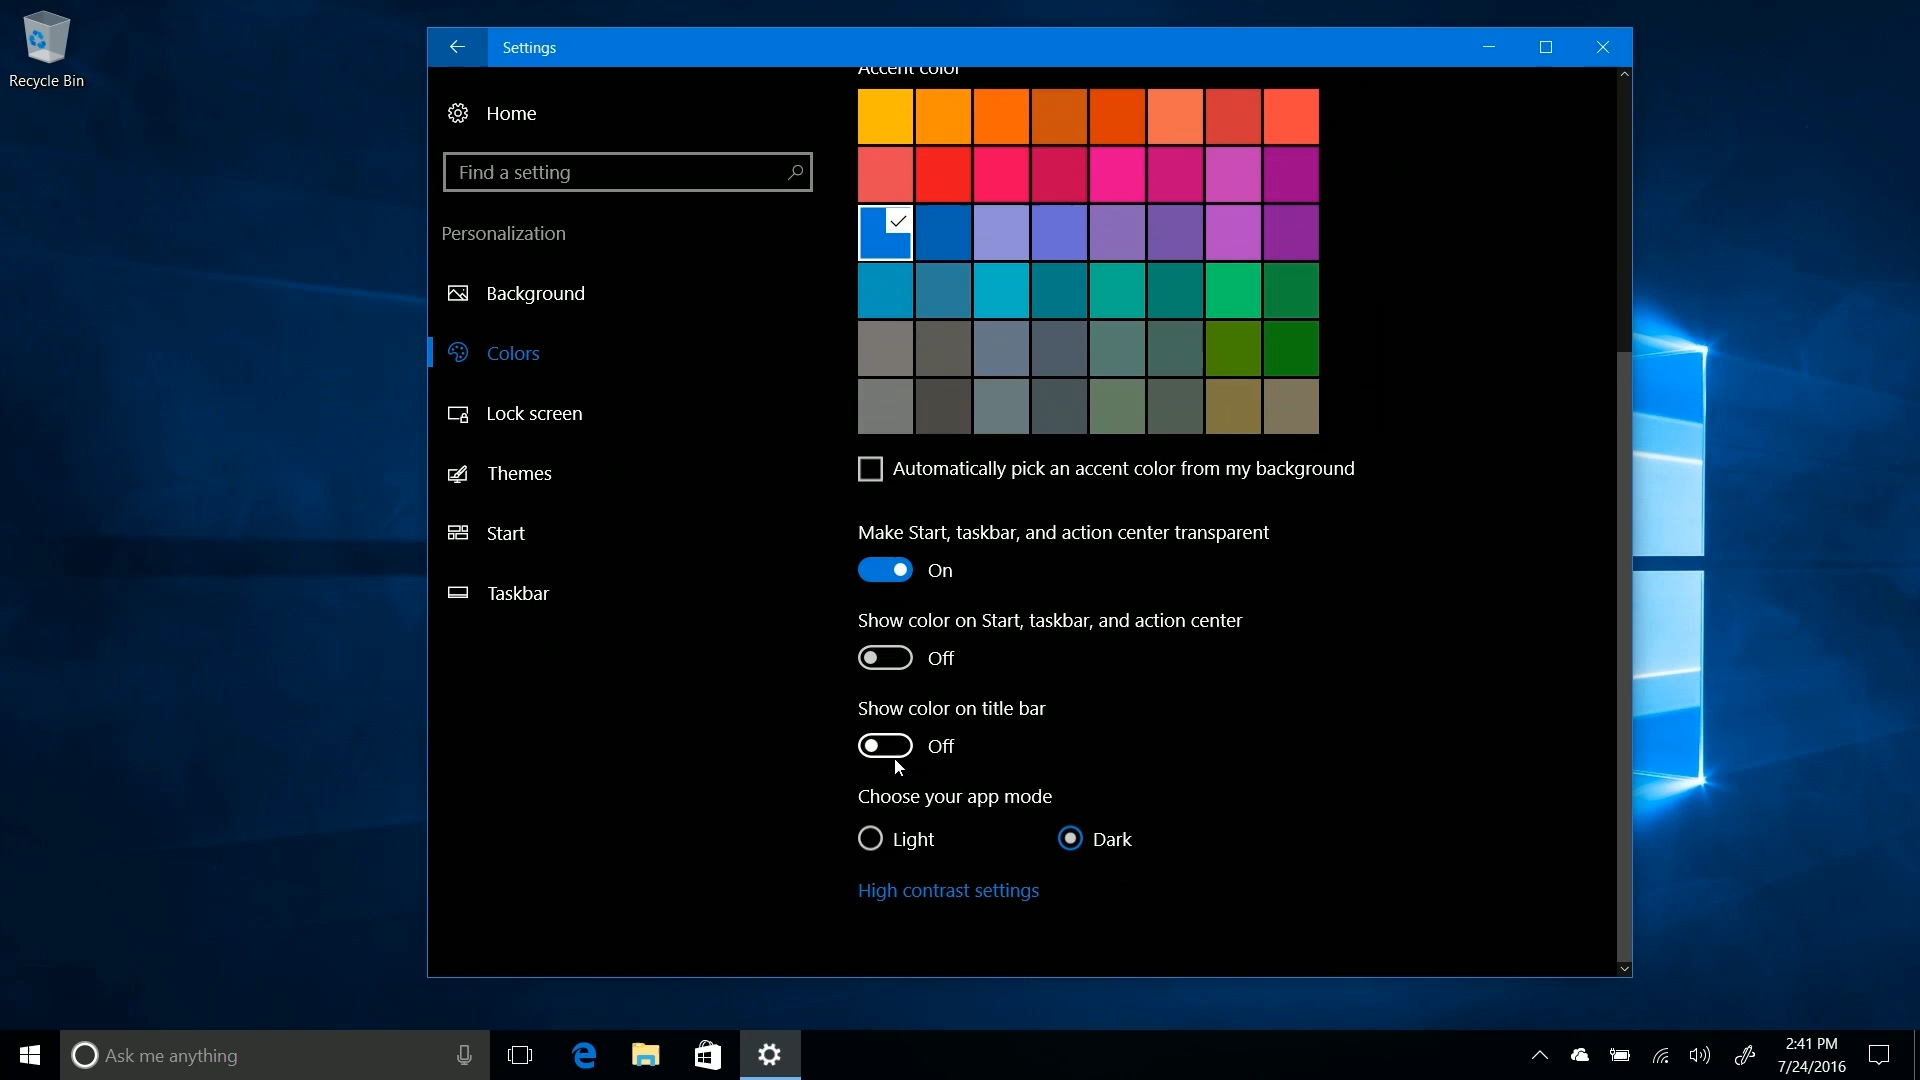 Recycle Bin
Settings
Accent color
Home
Find a setting
Personalization
Background
Colors
Lock screen
Themes
Start
Taskbar
Automatically pick an accent color from my background
Make Start, taskbar, and action center transparent
On
Show color on Start, taskbar, and action center
Off
Show color on title bar
Off
Choose your app mode
Light Dark
High contrast settings
Ask me anything
2:41 PM
7/24/2016